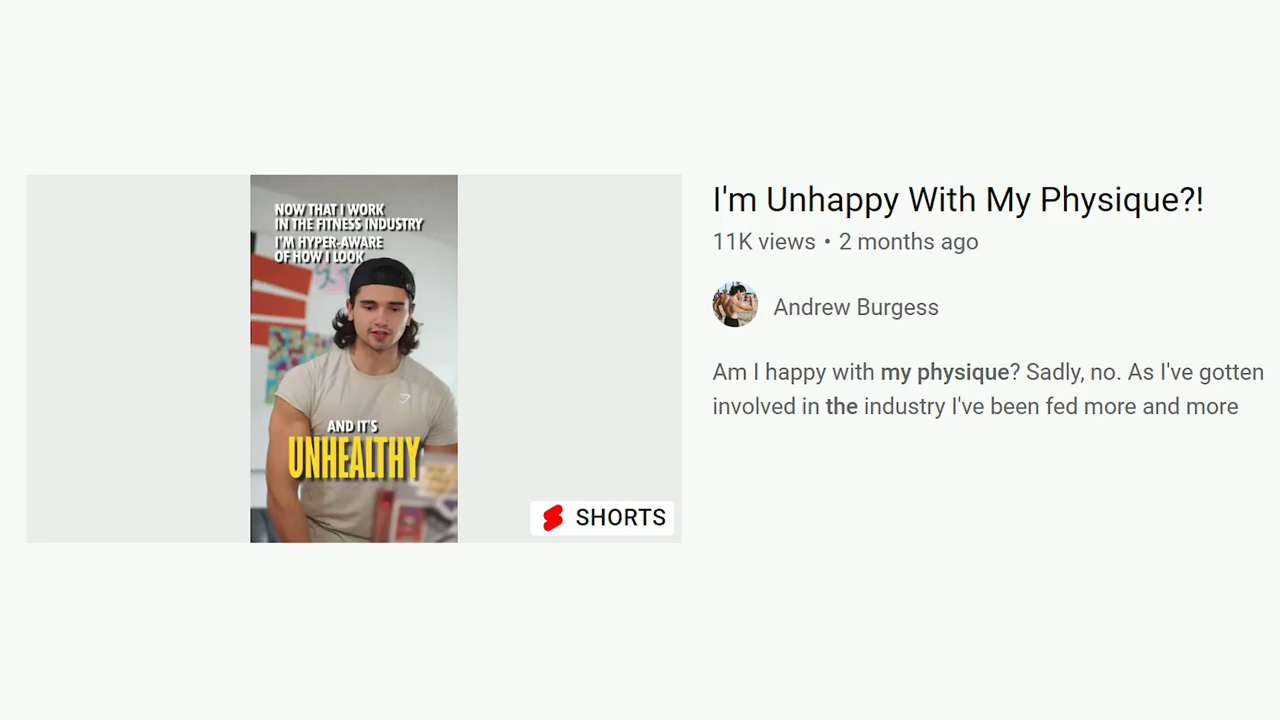 NOW THAT I WORK
IN THE FITNESS INDUSTRY
I'M HYPER-AWARE
OF HOW I LOOK
AND IT'S
UNHEALTHY
SHORTS
I'm Unhappy With My Physique?!
11K views • 2 months ago
Andrew Burgess
Am I happy with my physique? Sadly, no. As I've gotten
involved in the industry I've been fed more and more